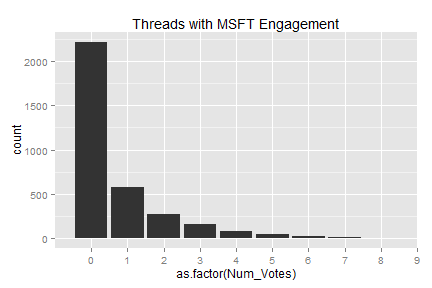 Threads with MSFT Engagement
count
2000
1500
1000
500
0
0 1 2 3 4 5 6 7 8 9
as.factor(Num_Votes)